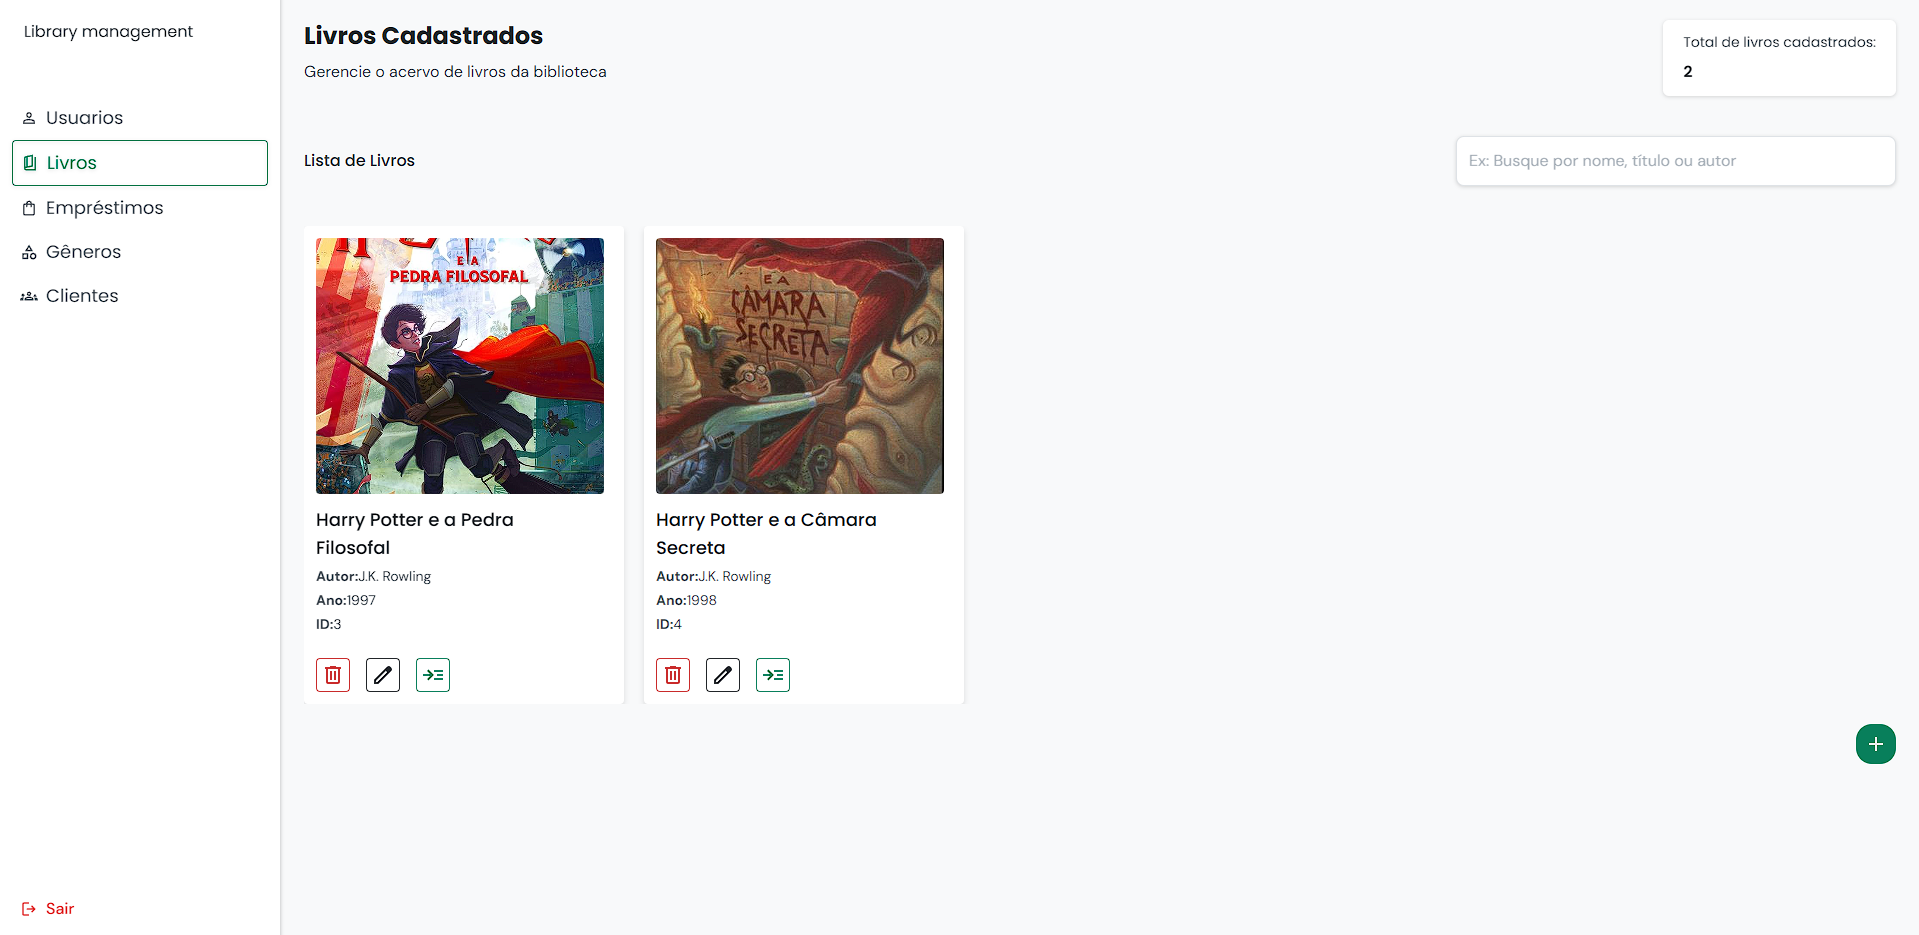 Library management
Usuarios
Livros
Empréstimos
Gêneros
Clientes
Sair
Livros Cadastrados
Gerencie o acervo de livros da biblioteca
Total de livros cadastrados:
2
Lista de Livros
Ex: Busque por nome, título ou autor
E A
PEDRA FILOSOFAL
Harry Potter e a Pedra
Filosofal
Autor:J.K. Rowling
Ano:1997
ID:3
E A
CÂMARA
SECRETA
Harry Potter e a Câmara
Secreta
Autor:J.K. Rowling
Ano:1998
ID:4